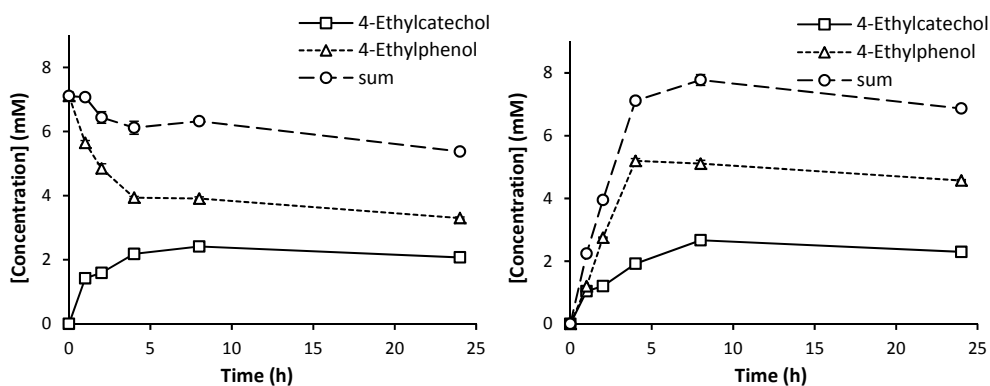 4-Ethylcatechol
4-Ethylphenol
sum
[Concentration] (mM)
8
6
4
2
0
0 5 10 15 20 25
Time (h)
4-Ethylcatechol
4-Ethylphenol
sum
[Concentration] (mM)
8
6
4
2
0
0 5 10 15 20 25
Time (h)